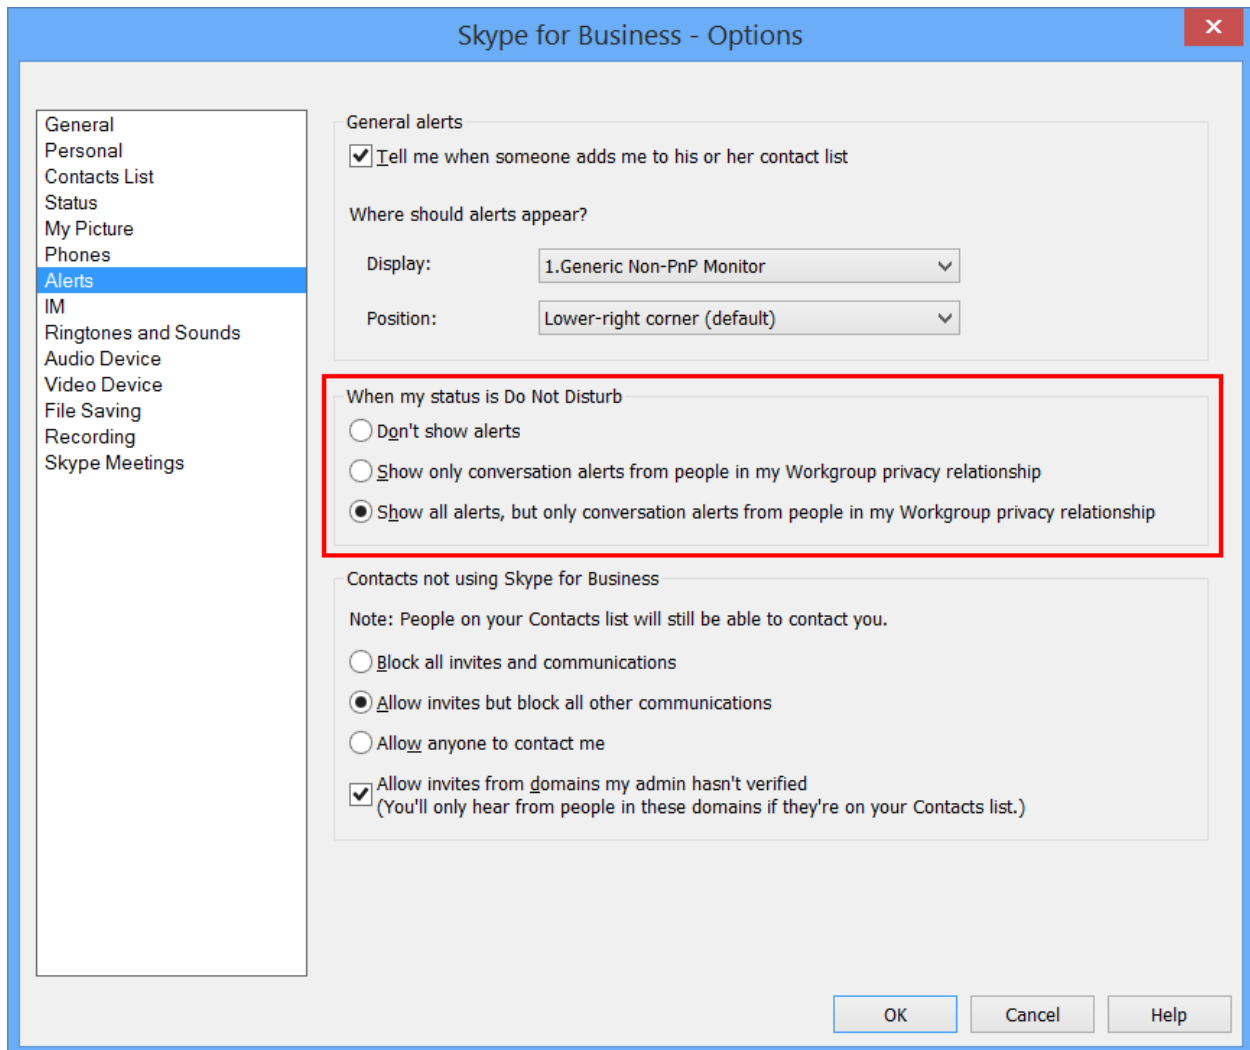 Skype for Business - Options
General
Personal
Contacts List
Status
My Picture
Phones
Alerts
IM
Ringtones and Sounds
Audio Device
Video Device
File Saving
Recording
Skype Meetings
General alerts
Tell me when someone adds me to his or her contact list
Where should alerts appear?
Display: 1.Generic Non-PnP Monitor
Position: Lower-right corner (default)
When my status is Do Not Disturb
Don't show alerts
Show only conversation alerts from people in my Workgroup privacy relationship
Show all alerts, but only conversation alerts from people in my Workgroup privacy relationship
Contacts not using Skype for Business
Note: People on your Contacts list will still be able to contact you.
Block all invites and communications
Allow invites but block all other communications
Allow anyone to contact me
Allow invites from domains my admin hasn't verified
(You'll only hear from people in these domains if they're on your Contacts list.)
OK Cancel Help